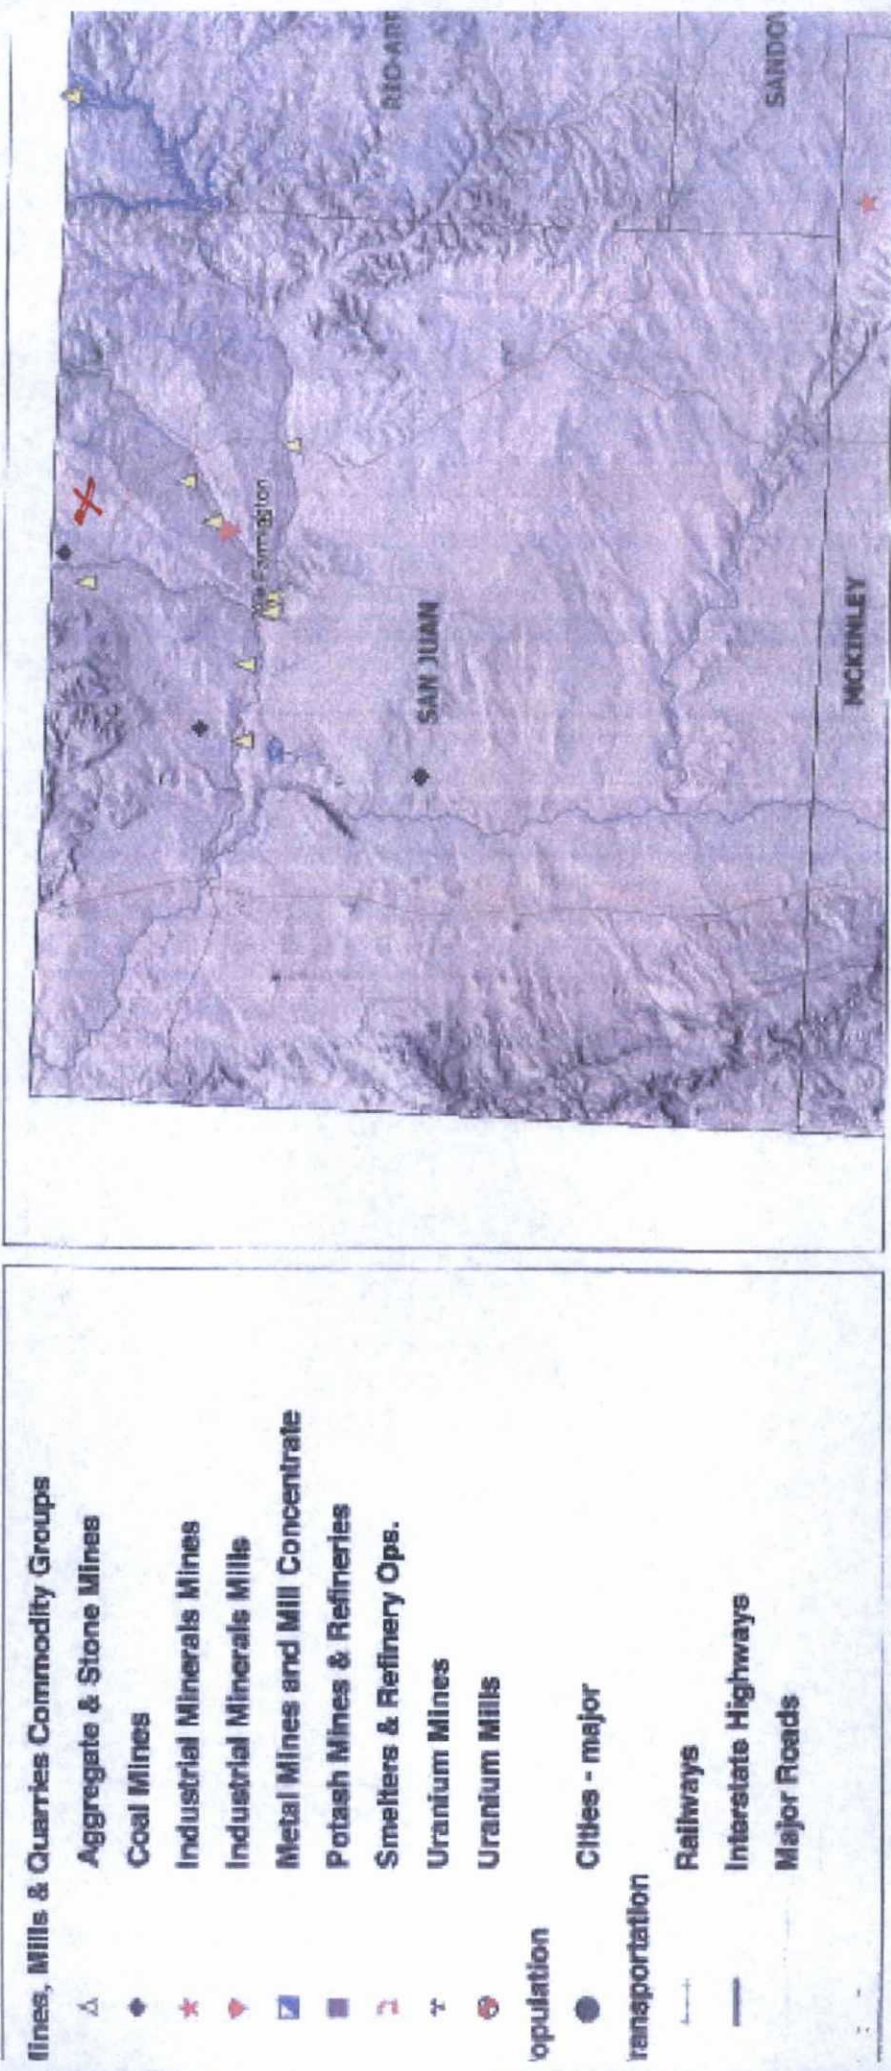 lines, Mills & Quarries Commodity Groups
Aggregate & Stone Mines
Coal Mines
Industrial Minerals Mines
Industrial Minerals Mills
Metal Mines and Mill Concentrate
Potash Mines & Refineries
Smelters & Refinery Ops.
Uranium Mines
Uranium Mills
opulation
Cities - major
ransportation
Railways
Interstate Highways
Major Roads
Farmington
SAN JUAN
MCKINLEY
RIO ARR
SANDOV